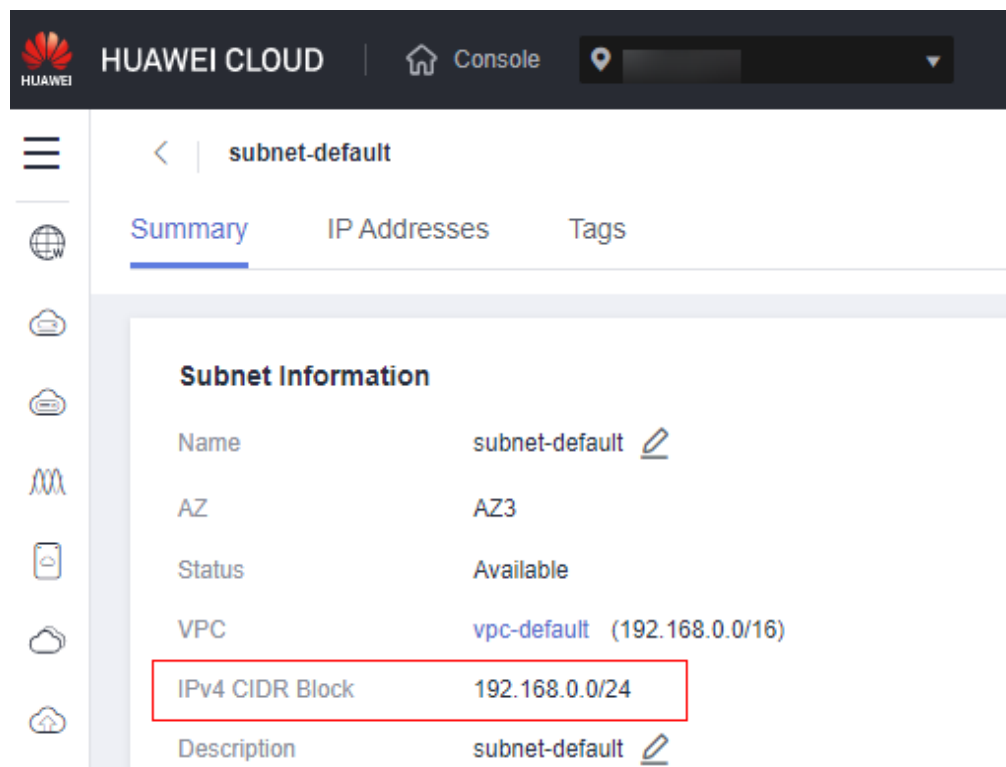 HUAWEI
HUAWEI CLOUD Console
subnet-default
Summary IP Addresses Tags
W
Subnet Information
Name subnet-default
AZ AZ3
Status Available
VPC vpc-default (192.168.0.0/16)
IPv4 CIDR Block 192.168.0.0/24
Description subnet-default